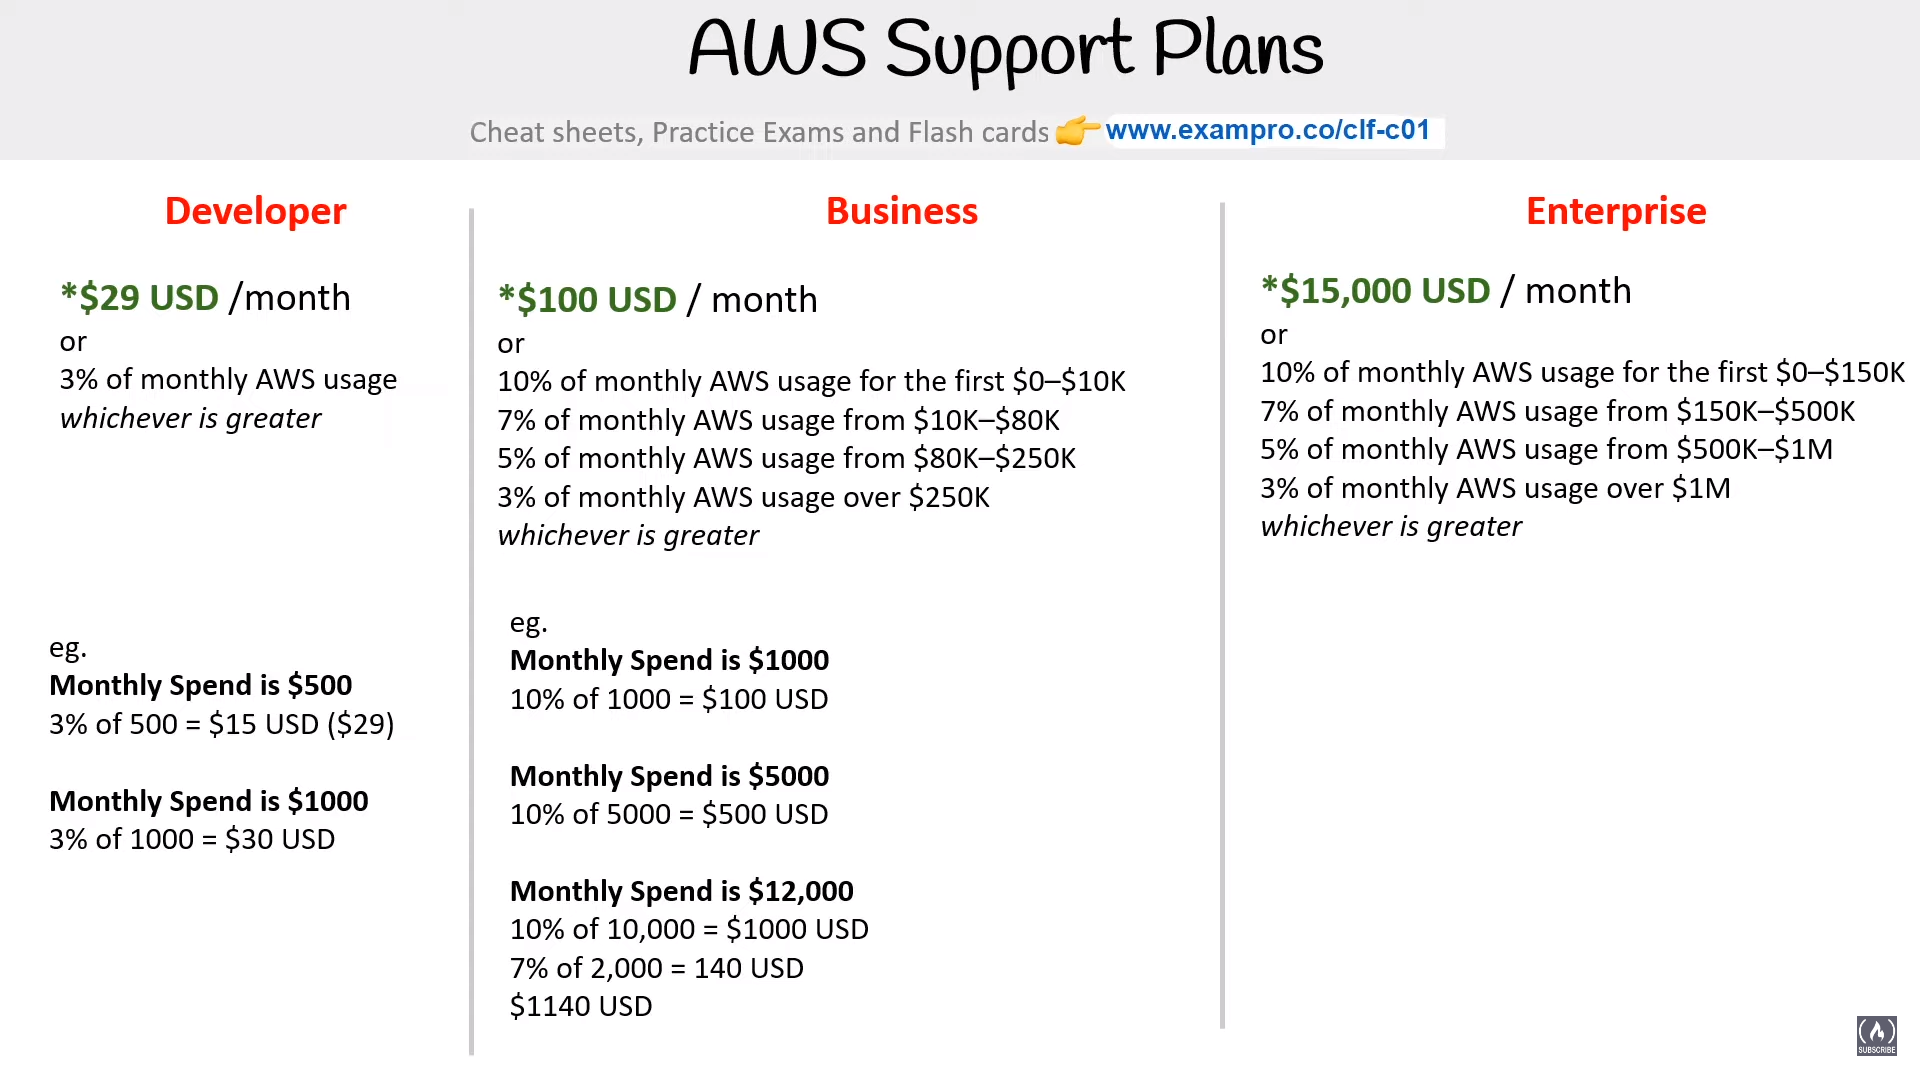 AWS Support Plans
Cheat sheets, Practice Exams and Flash cards 👉 www.exampro.co/clf-c01
Developer
*$29 USD /month
or
3% of monthly AWS usage
whichever is greater
eg.
Monthly Spend is $500
3% of 500 = $15 USD ($29)
Monthly Spend is $1000
3% of 1000 = $30 USD
Business
*$100 USD / month
or
10% of monthly AWS usage for the first $0–$10K
7% of monthly AWS usage from $10K–$80K
5% of monthly AWS usage from $80K–$250K
3% of monthly AWS usage over $250K
whichever is greater
eg.
Monthly Spend is $1000
10% of 1000 = $100 USD
Monthly Spend is $5000
10% of 5000 = $500 USD
Monthly Spend is $12,000
10% of 10,000 = $1000 USD
7% of 2,000 = 140 USD
$1140 USD
Enterprise
*$15,000 USD / month
or
10% of monthly AWS usage for the first $0–$150K
7% of monthly AWS usage from $150K–$500K
5% of monthly AWS usage from $500K–$1M
3% of monthly AWS usage over $1M
whichever is greater
SUBSCRIBE